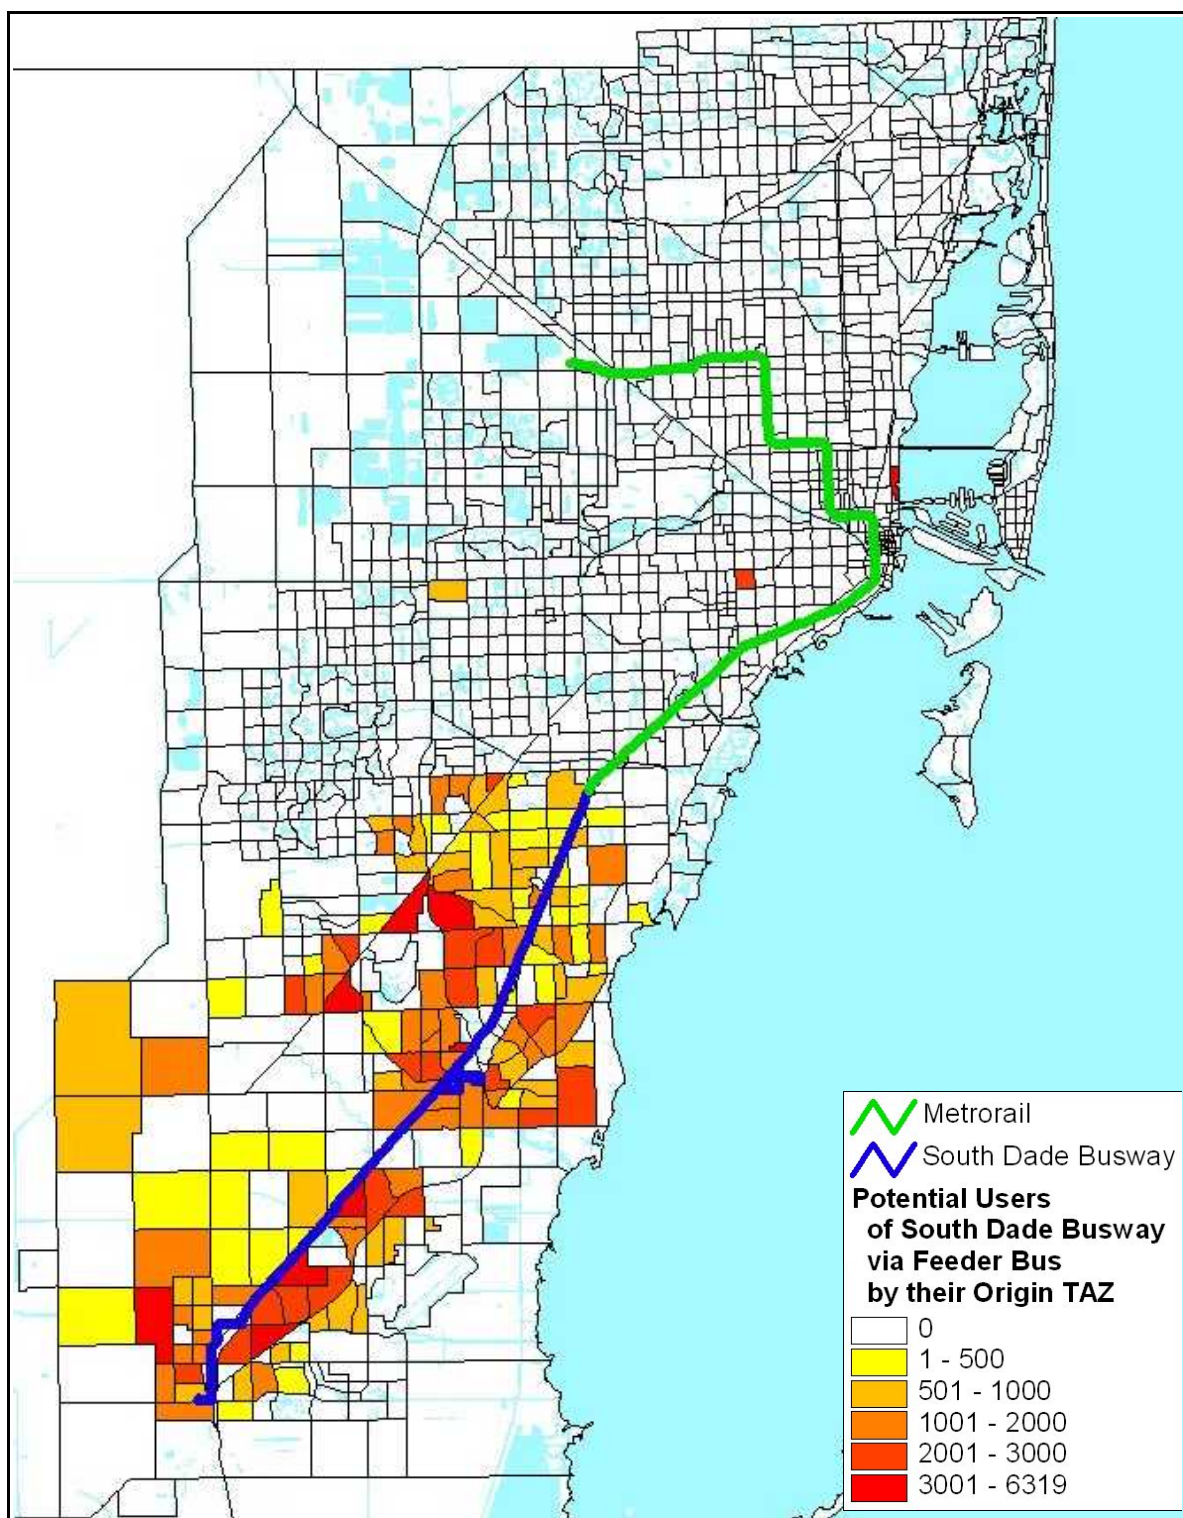 Metrorail
South Dade Busway
Potential Users
of South Dade Busway
via Feeder Bus
by their Origin TAZ
0
1 - 500
501 - 1000
1001 - 2000
2001 - 3000
3001 - 6319